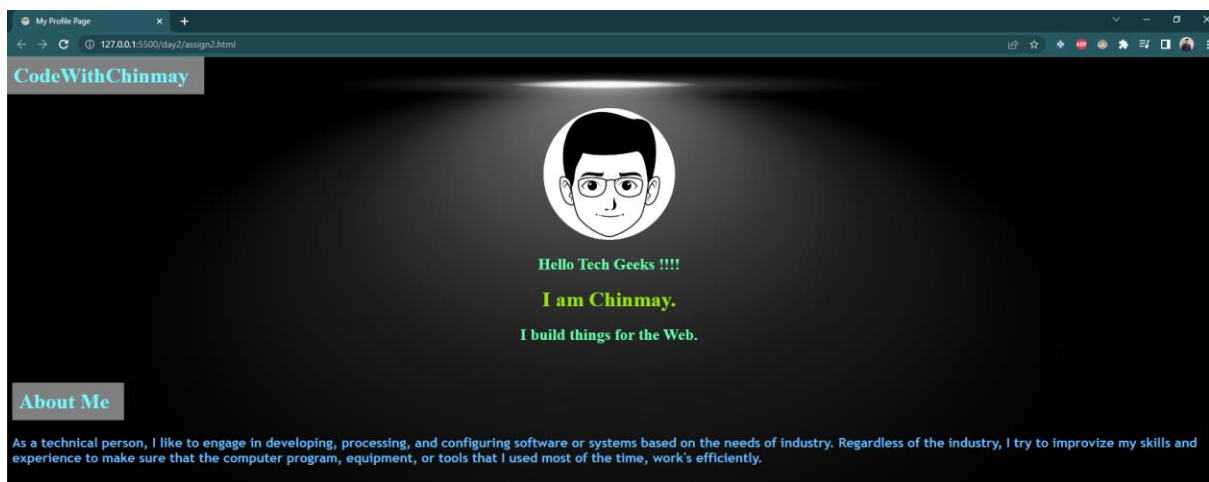 My Profile Page
127.0.0.1:5500/day2/assign2.html
CodeWithChinmay
Hello Tech Geeks !!!!
I am Chinmay.
I build things for the Web.
About Me
As a technical person, I like to engage in developing, processing, and configuring software or systems based on the needs of industry. Regardless of the industry, I try to improvize my skills and
experience to make sure that the computer program, equipment, or tools that I used most of the time, work's efficiently.